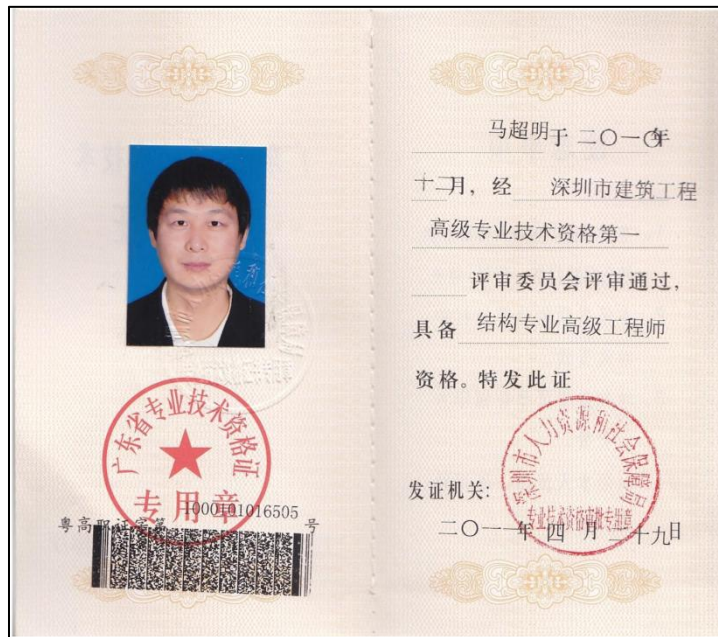 广东省专业技术资格证
专用章
粤高职证字第 1000101016505 号
马超明于 二〇一〇年
十二月，经 深圳市建筑工程
高级专业技术资格第一
评审委员会评审通过，
具备 结构专业高级工程师
资格。特发此证
深圳市人力资源和社会保障局
专业技术资格审批专用章
发证机关：
二〇一一年 四 月 二十九日